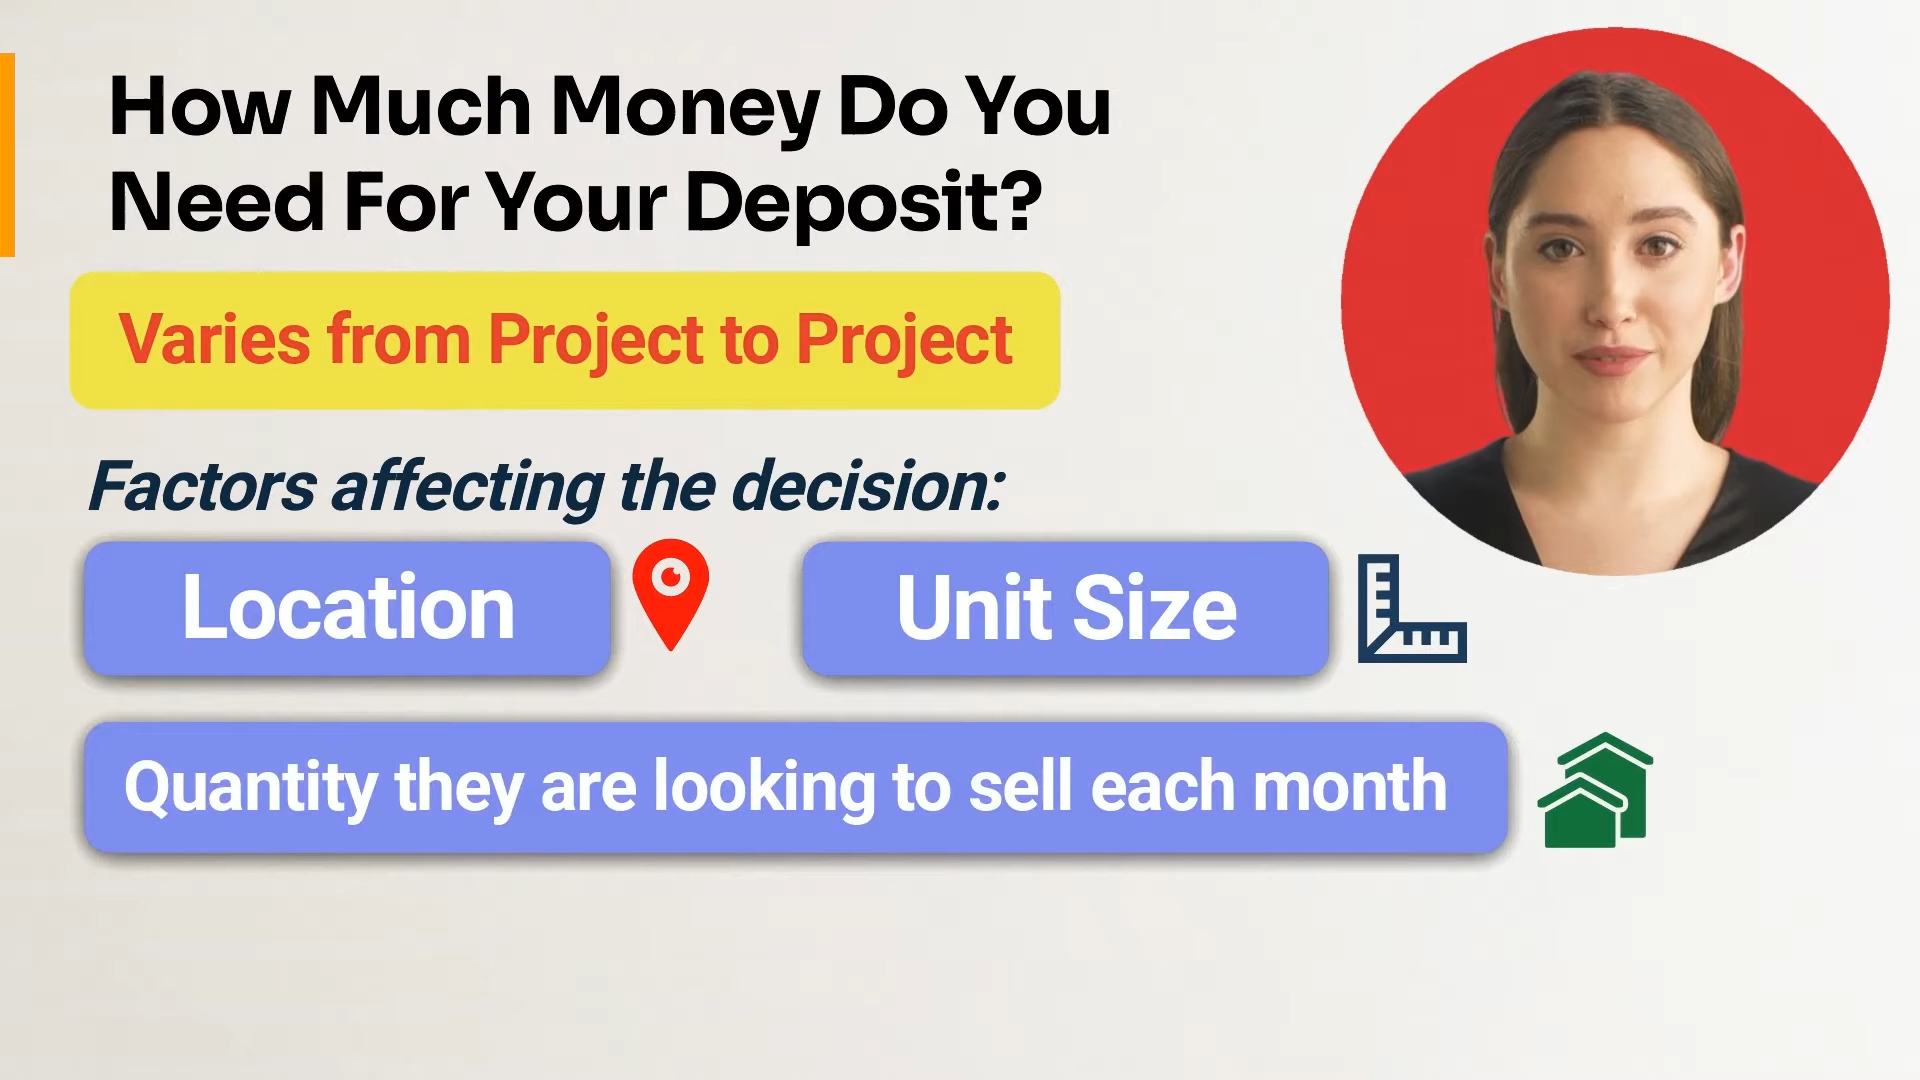 How Much Money Do You
Need For Your Deposit?
Varies from Project to Project
Factors affecting the decision:
Location
Unit Size
Quantity they are looking to sell each month